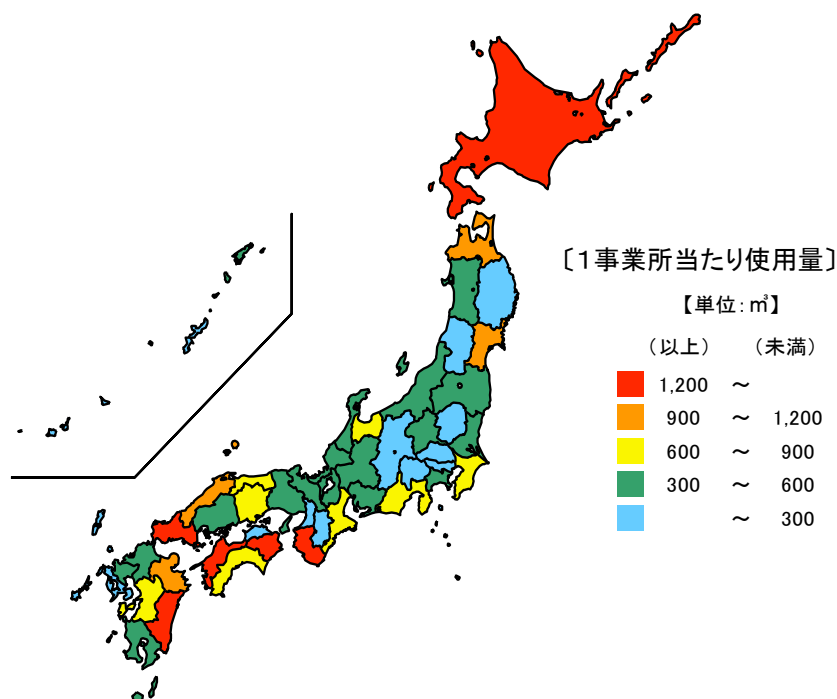 〔１事業所当たり使用量〕
【単位：㎥】
（以上） （未満）
1,200 ～
900 ～ 1,200
600 ～ 900
300 ～ 600
～ 300